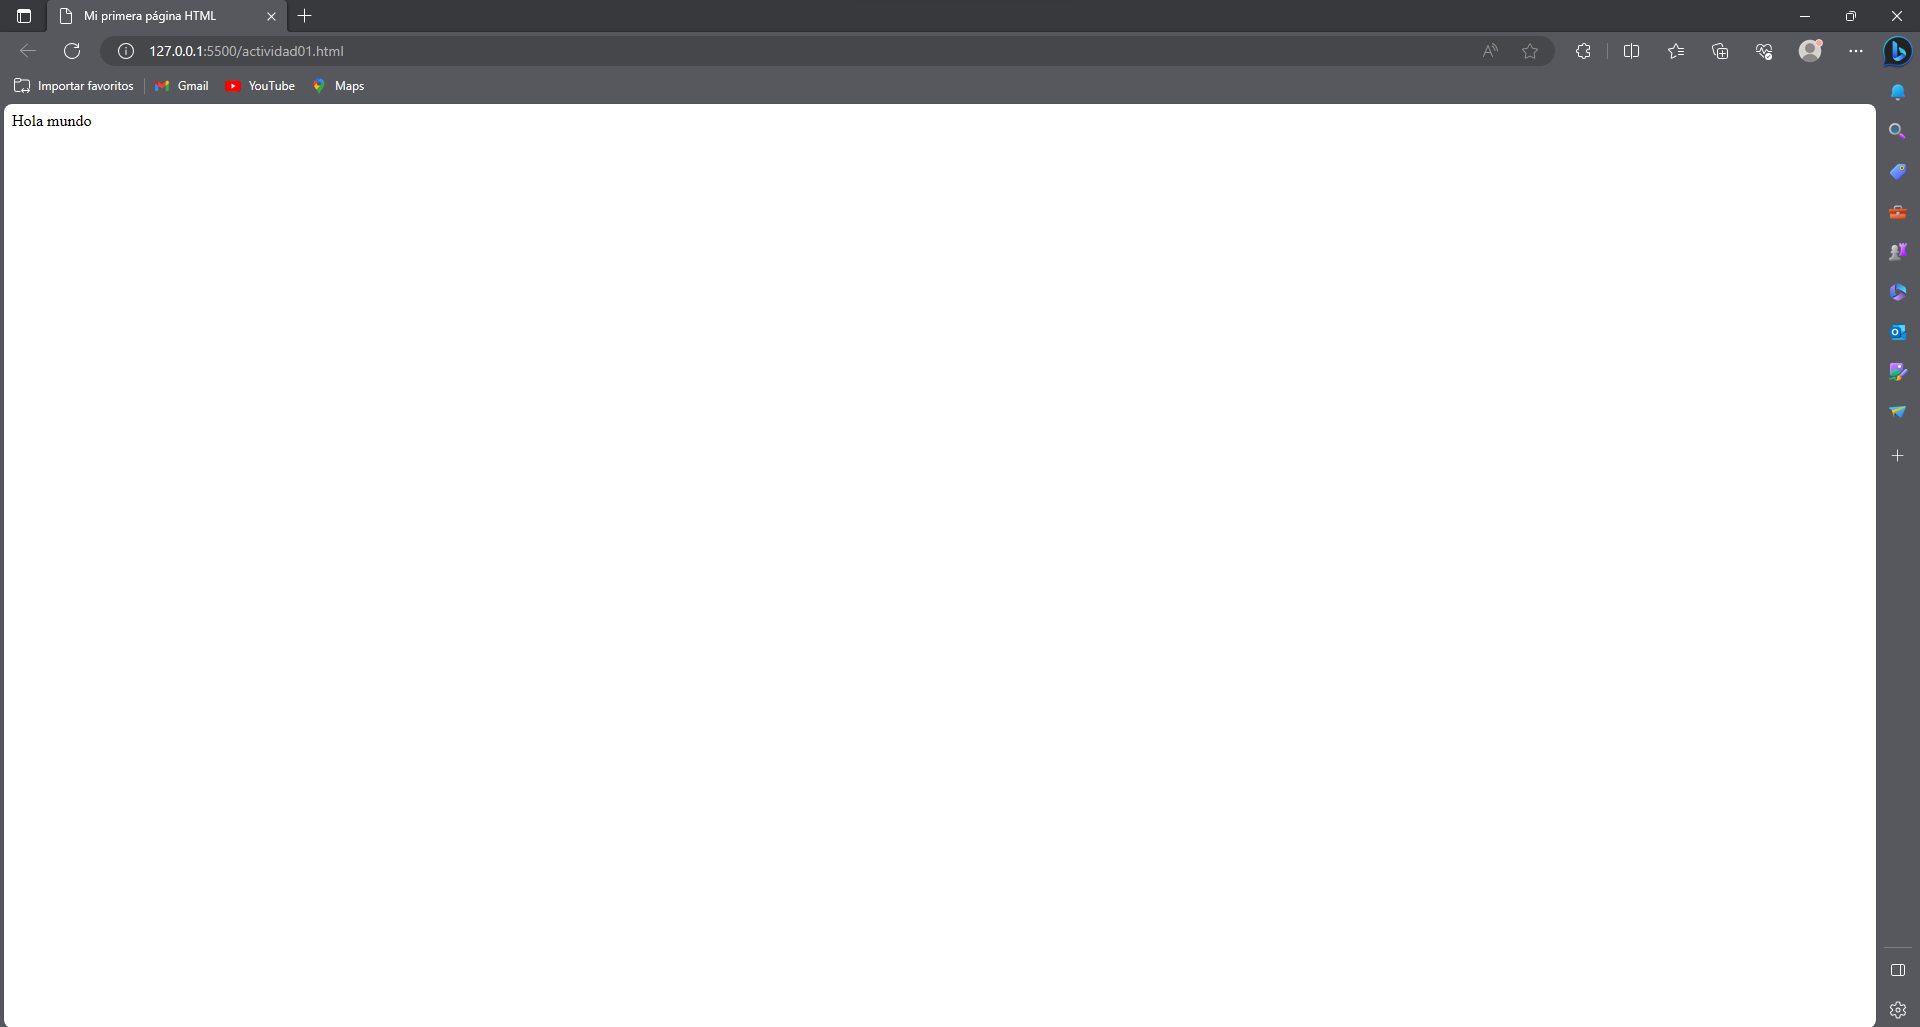 Mi primera página HTML
127.0.0.1:5500/actividad01.html
Importar favoritos Gmail YouTube Maps
Hola mundo